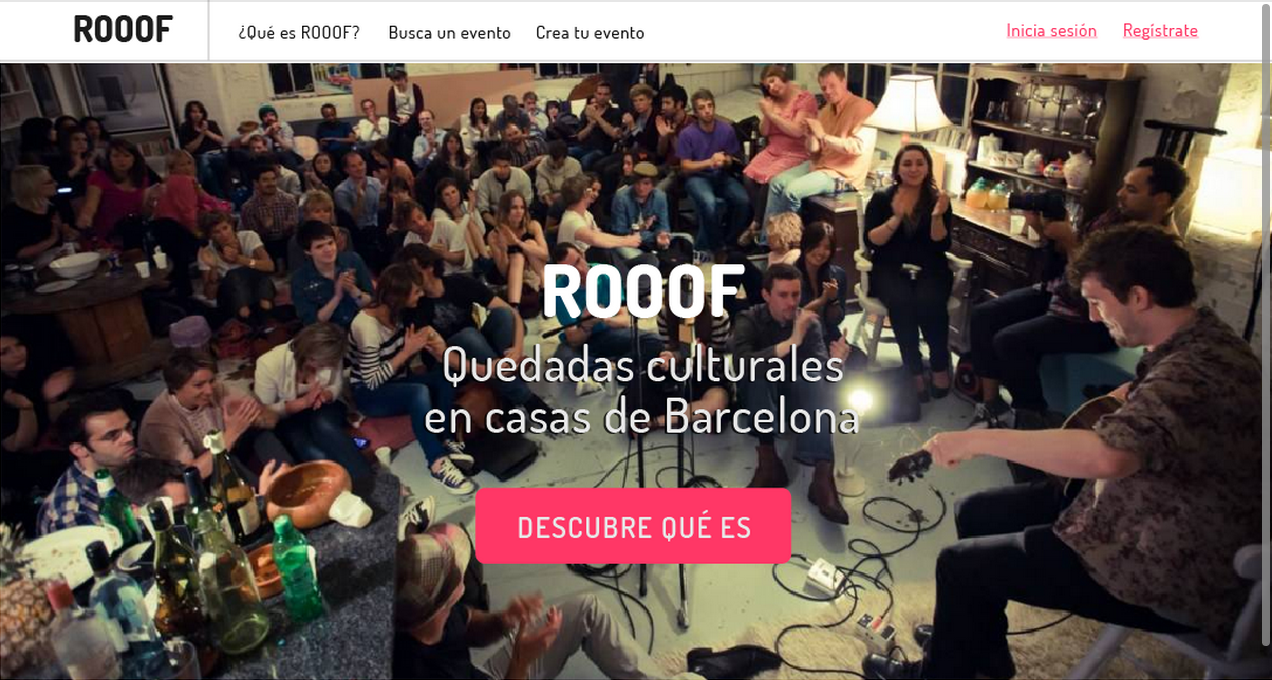 ROOOF
¿Qué es ROOOF?
Busca un evento
Crea tu evento
Inicia sesión
Regístrate
ROOOF
Quedadas culturales
en casas de Barcelona
DESCUBRE QUÉ ES